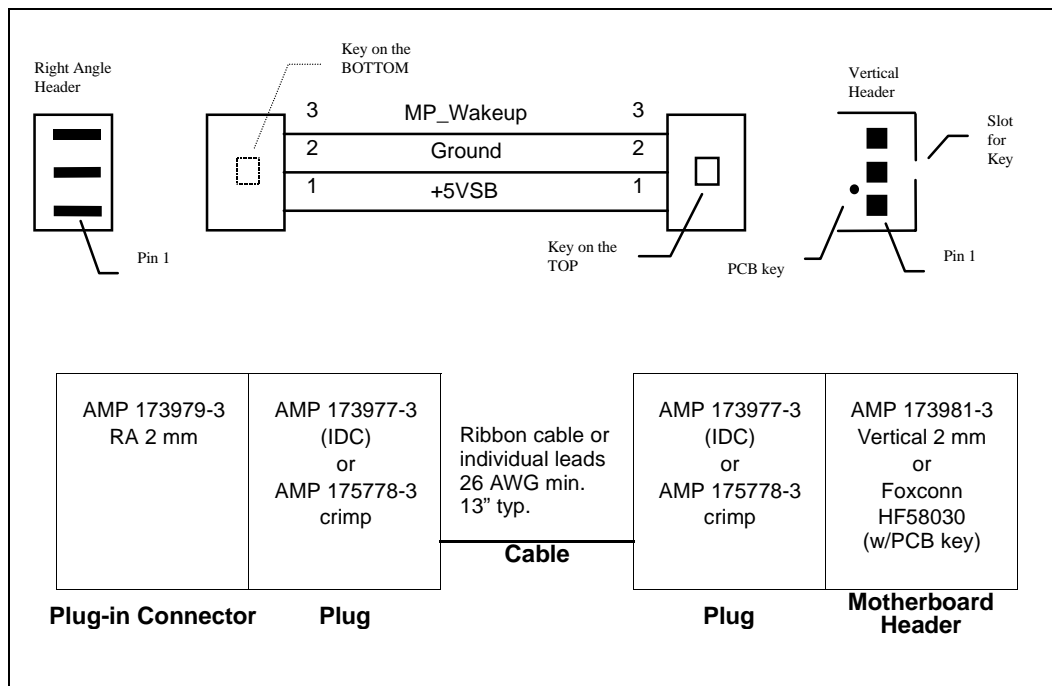 Key on the
BOTTOM
Right Angle
Header
Vertical
Header
3 MP_Wakeup 3
2 Ground 2
1 +5VSB 1
Slot
for
Key
Pin 1
Key on the
TOP
PCB key
Pin 1
AMP 173979-3
RA 2 mm
AMP 173977-3
(IDC)
or
AMP 175778-3
crimp
Ribbon cable or
individual leads
26 AWG min.
13” typ.
AMP 173977-3
(IDC)
or
AMP 175778-3
crimp
AMP 173981-3
Vertical 2 mm
or
Foxconn
HF58030
(w/PCB key)
Plug-in Connector
Plug
Cable
Plug
Motherboard
Header